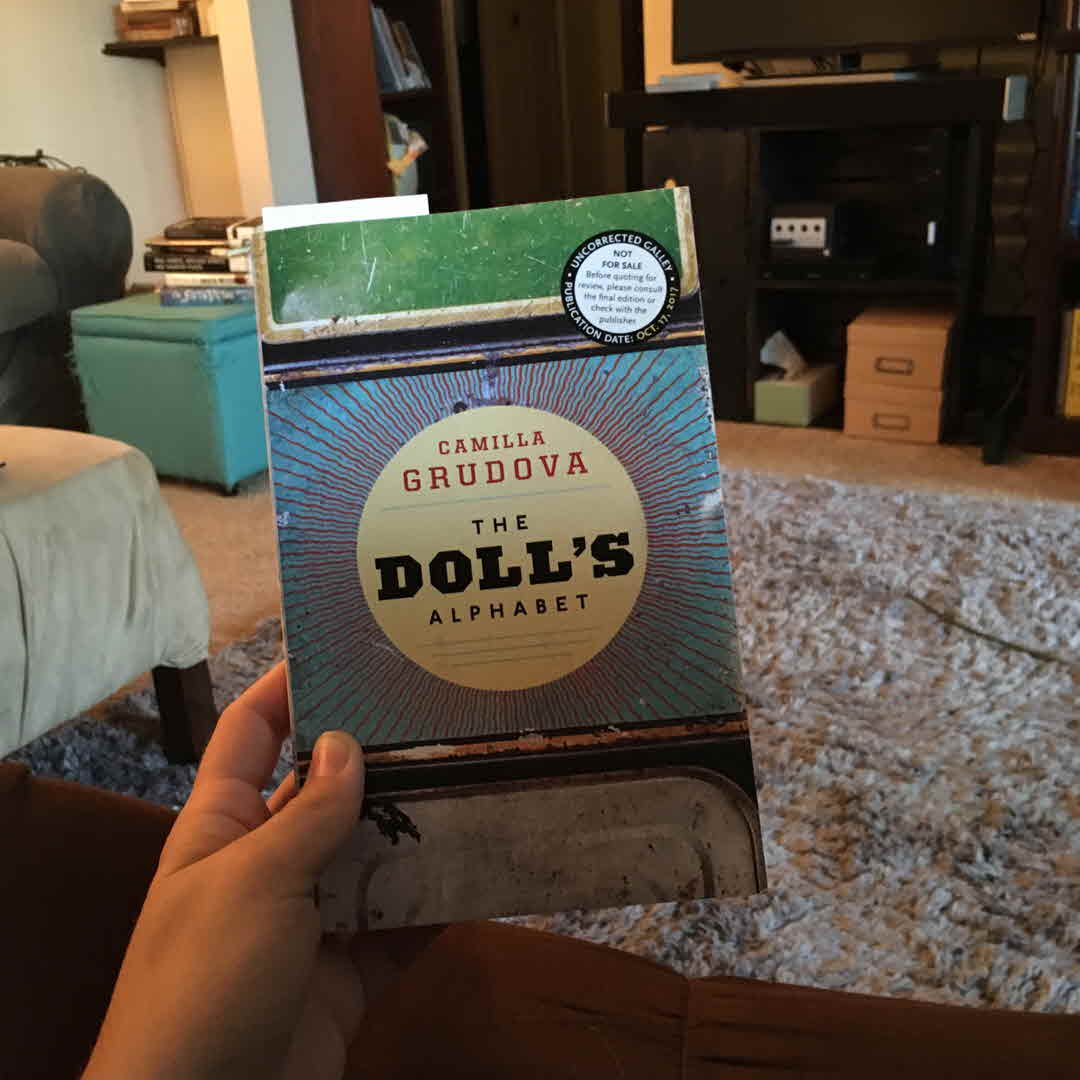 UNCORRECTED GALLEY
NOT
FOR SALE
Before quoting for
review, please consult
the final edition or
check with the
publisher
PUBLICATION DATE: OCT. 17, 2017
CAMILLA
GRUDOVA
THE
DOLL'S
ALPHABET